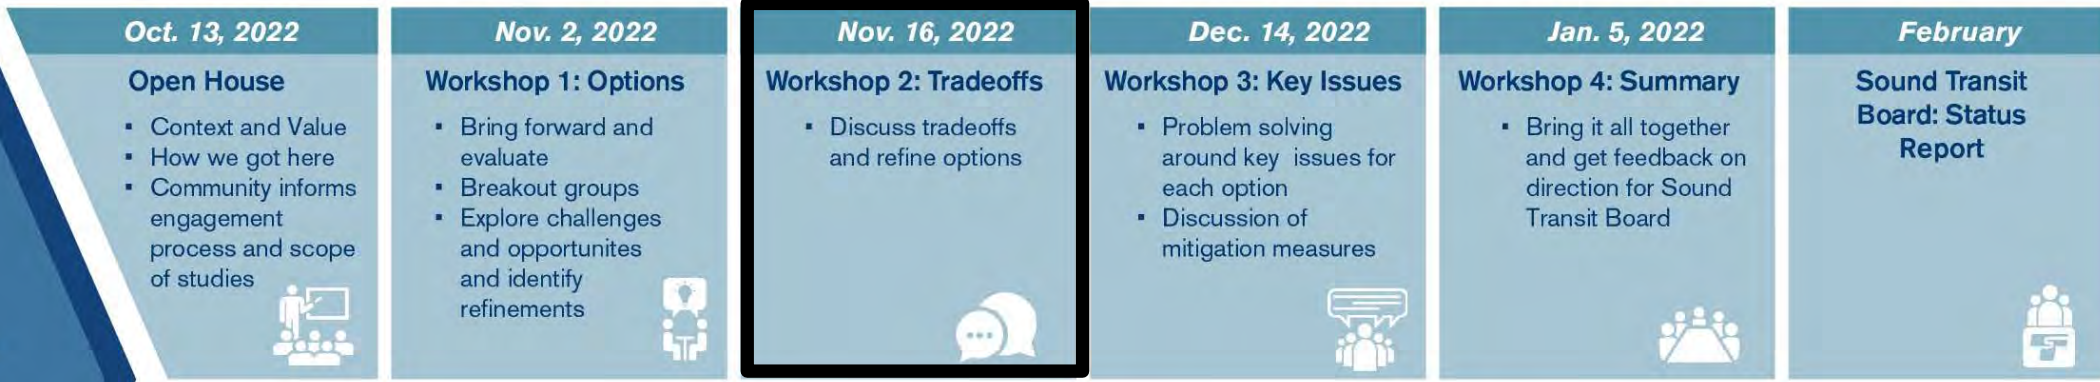 Oct. 13, 2022
Open House
▪ Context and Value
▪ How we got here
▪ Community informs
engagement
process and scope
of studies
Nov. 2, 2022
Workshop 1: Options
▪ Bring forward and
evaluate
▪ Breakout groups
▪ Explore challenges
and opportunites
and identify
refinements
Nov. 16, 2022
Workshop 2: Tradeoffs
▪ Discuss tradeoffs
and refine options
Dec. 14, 2022
Workshop 3: Key Issues
▪ Problem solving
around key issues for
each option
▪ Discussion of
mitigation measures
Jan. 5, 2022
Workshop 4: Summary
▪ Bring it all together
and get feedback on
direction for Sound
Transit Board
February
Sound Transit
Board: Status
Report